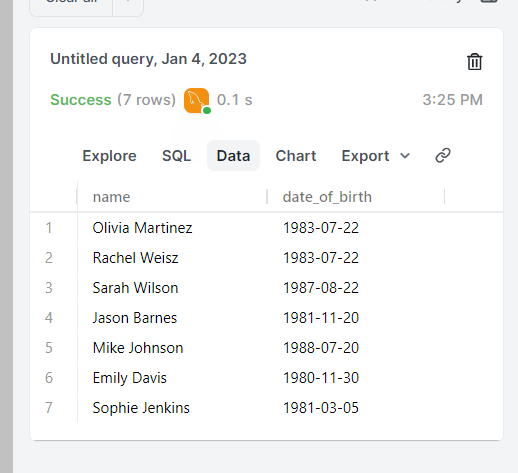 Untitled query, Jan 4, 2023
Success (7 rows) 0.1 s 3:25 PM
Explore SQL Data Chart Export
name date_of_birth
1 Olivia Martinez 1983-07-22
2 Rachel Weisz 1983-07-22
3 Sarah Wilson 1987-08-22
4 Jason Barnes 1981-11-20
5 Mike Johnson 1988-07-20
6 Emily Davis 1980-11-30
7 Sophie Jenkins 1981-03-05